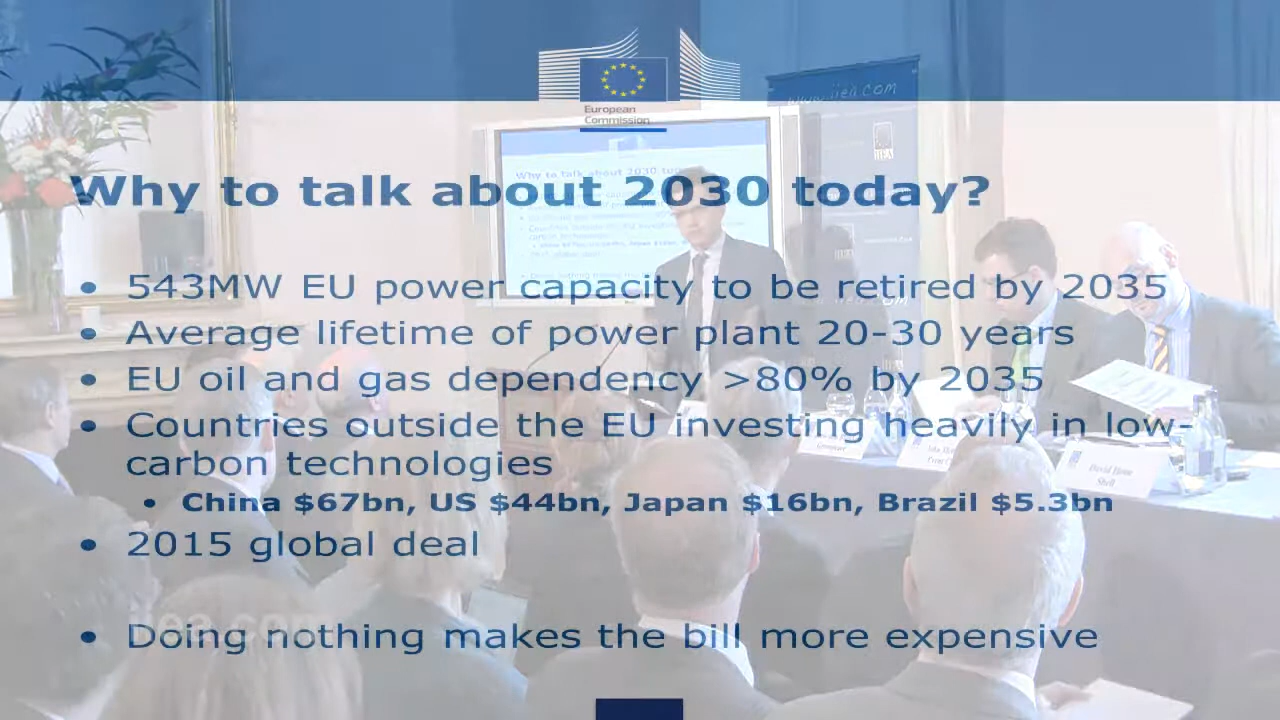 www.iiea.com
European
Commission
IIEA
Why to talk about 2030 today?
• 543MW EU power capacity to be retired by 2035
• Average lifetime of power plant 20-30 years
• EU oil and gas dependency >80% by 2035
• Countries outside the EU investing heavily in low-
carbon technologies
• China $67bn, US $44bn, Japan $16bn, Brazil $5.3bn
David Hone
Shell
• 2015 global deal
iiea.com
• Doing nothing makes the bill more expensive